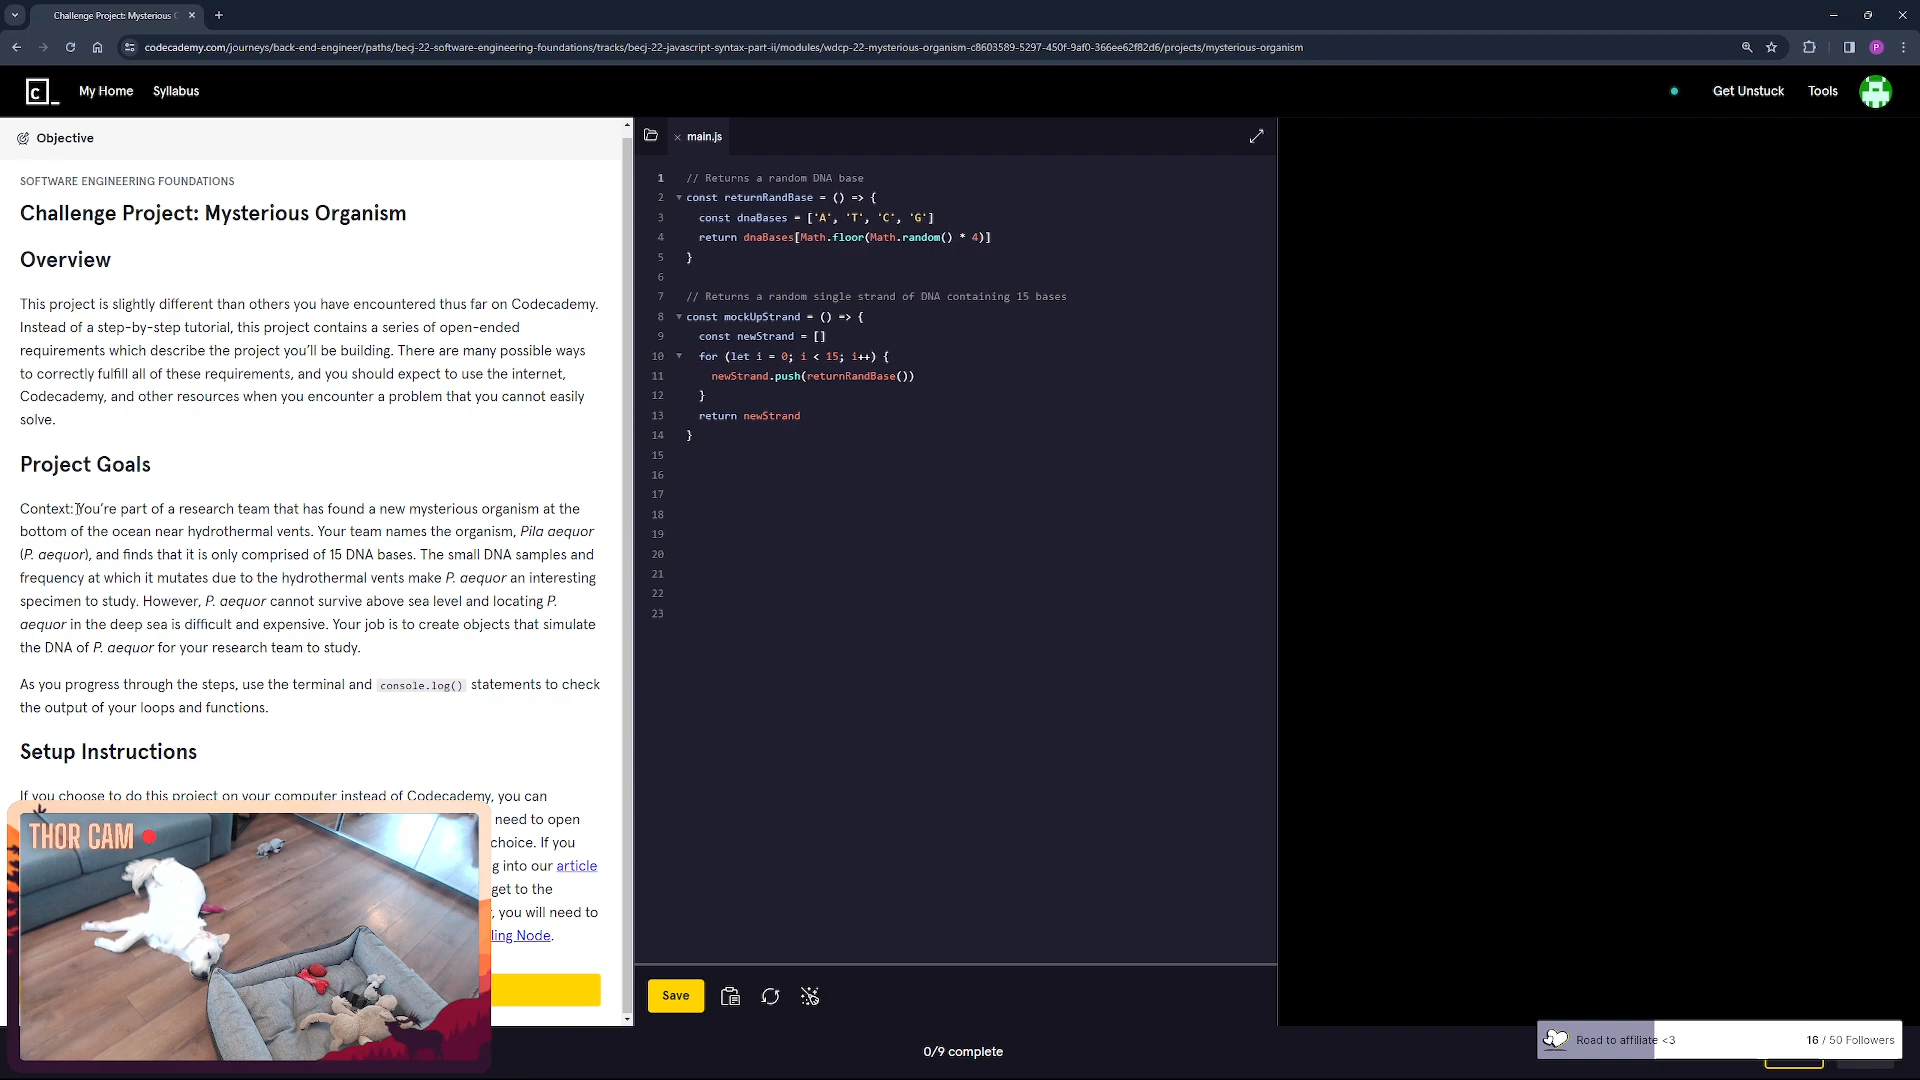 Challenge Project: Mysterious
codecademy.com/journeys/back-end-engineer/paths/becj-22-software-engineering-foundations/tracks/becj-22-javascript-syntax-part-ii/modules/wdcp-22-mysterious-organism-c8603589-5297-450f-9af0-366ee62f82d6/projects/mysterious-organism
P
c_ My Home Syllabus
Get Unstuck Tools
Objective
SOFTWARE ENGINEERING FOUNDATIONS
Challenge Project: Mysterious Organism
Overview
This project is slightly different than others you have encountered thus far on Codecademy.
Instead of a step-by-step tutorial, this project contains a series of open-ended
requirements which describe the project you'll be building. There are many possible ways
to correctly fulfill all of these requirements, and you should expect to use the internet,
Codecademy, and other resources when you encounter a problem that you cannot easily
solve.
Project Goals
Context: You're part of a research team that has found a new mysterious organism at the
bottom of the ocean near hydrothermal vents. Your team names the organism, Pila aequor
(P. aequor), and finds that it is only comprised of 15 DNA bases. The small DNA samples and
frequency at which it mutates due to the hydrothermal vents make P. aequor an interesting
specimen to study. However, P. aequor cannot survive above sea level and locating P.
aequor in the deep sea is difficult and expensive. Your job is to create objects that simulate
the DNA of P. aequor for your research team to study.
As you progress through the steps, use the terminal and console.log() statements to check
the output of your loops and functions.
Setup Instructions
If you choose to do this project on your computer instead of Codecademy, you can
need to open
choice. If you
g into our article
get to the
, you will need to
ling Node.
THOR CAM
main.js
1 // Returns a random DNA base
2 const returnRandBase = () => {
3 const dnaBases = ['A', 'T', 'C', 'G']
4 return dnaBases[Math.floor(Math.random() * 4)]
5 }
6
7 // Returns a random single strand of DNA containing 15 bases
8 const mockUpStrand = () => {
9 const newStrand = []
10 for (let i = 0; i < 15; i++) {
11 newStrand.push(returnRandBase())
12 }
13 return newStrand
14 }
15
16
17
18
19
20
21
22
23
Save
0/9 complete
Road to affiliate <3 16 / 50 Followers